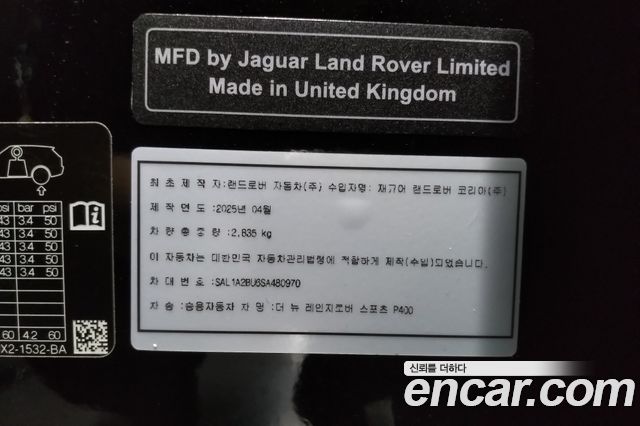 MFD by Jaguar Land Rover Limited
Made in United Kingdom
최초 제작 자:랜드로버 자동차(주) 수입자명: 재규어 랜드로버 코리아(주)
제작 연도 :2025년 04월
차량 총 중량 :2,835 kg
이 자동차는 대한민국 자동차관리법령에 적합하게 제작(수입)되었습니다.
차 대 번 호 :SAL1A2BU6SA480970
차 종 : 승용자동차 차 명 : 더 뉴 레인지로버 스포츠 P400
psi bar psi
43 3.4 50
43 3.4 50
43 3.4 50
43 3.4 50
60 4.2 60
X2-1532-BA
신뢰를 더하다
encar.com